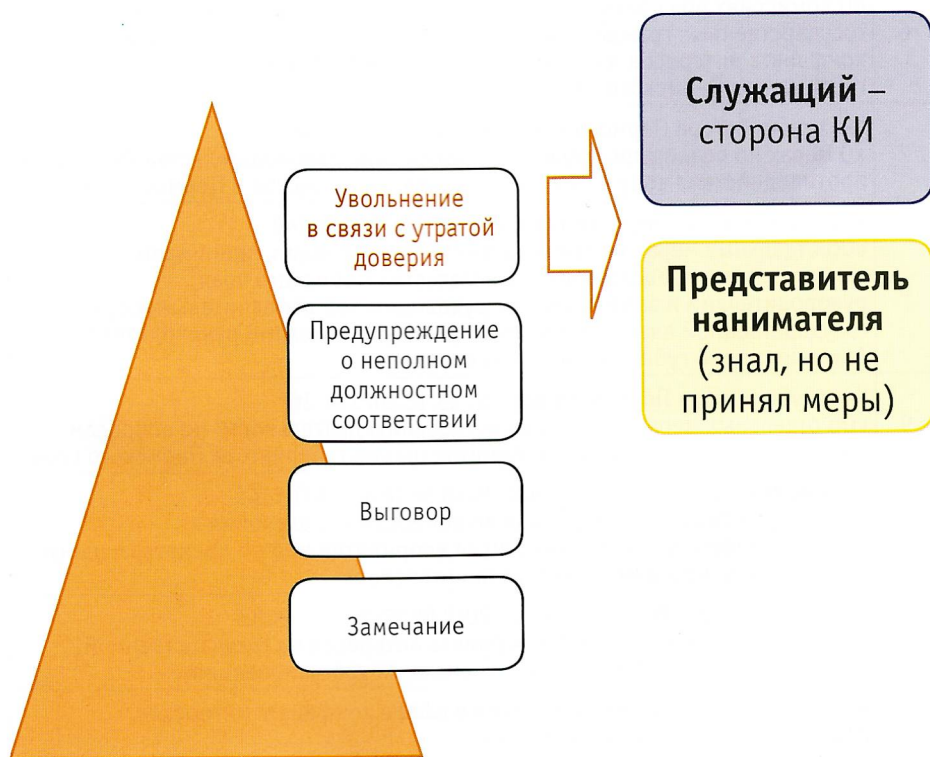 Служащий –
сторона КИ
Увольнение
в связи с утратой
доверия
Представитель
нанимателя
(знал, но не
принял меры)
Предупреждение
о неполном
должностном
соответствии
Выговор
Замечание